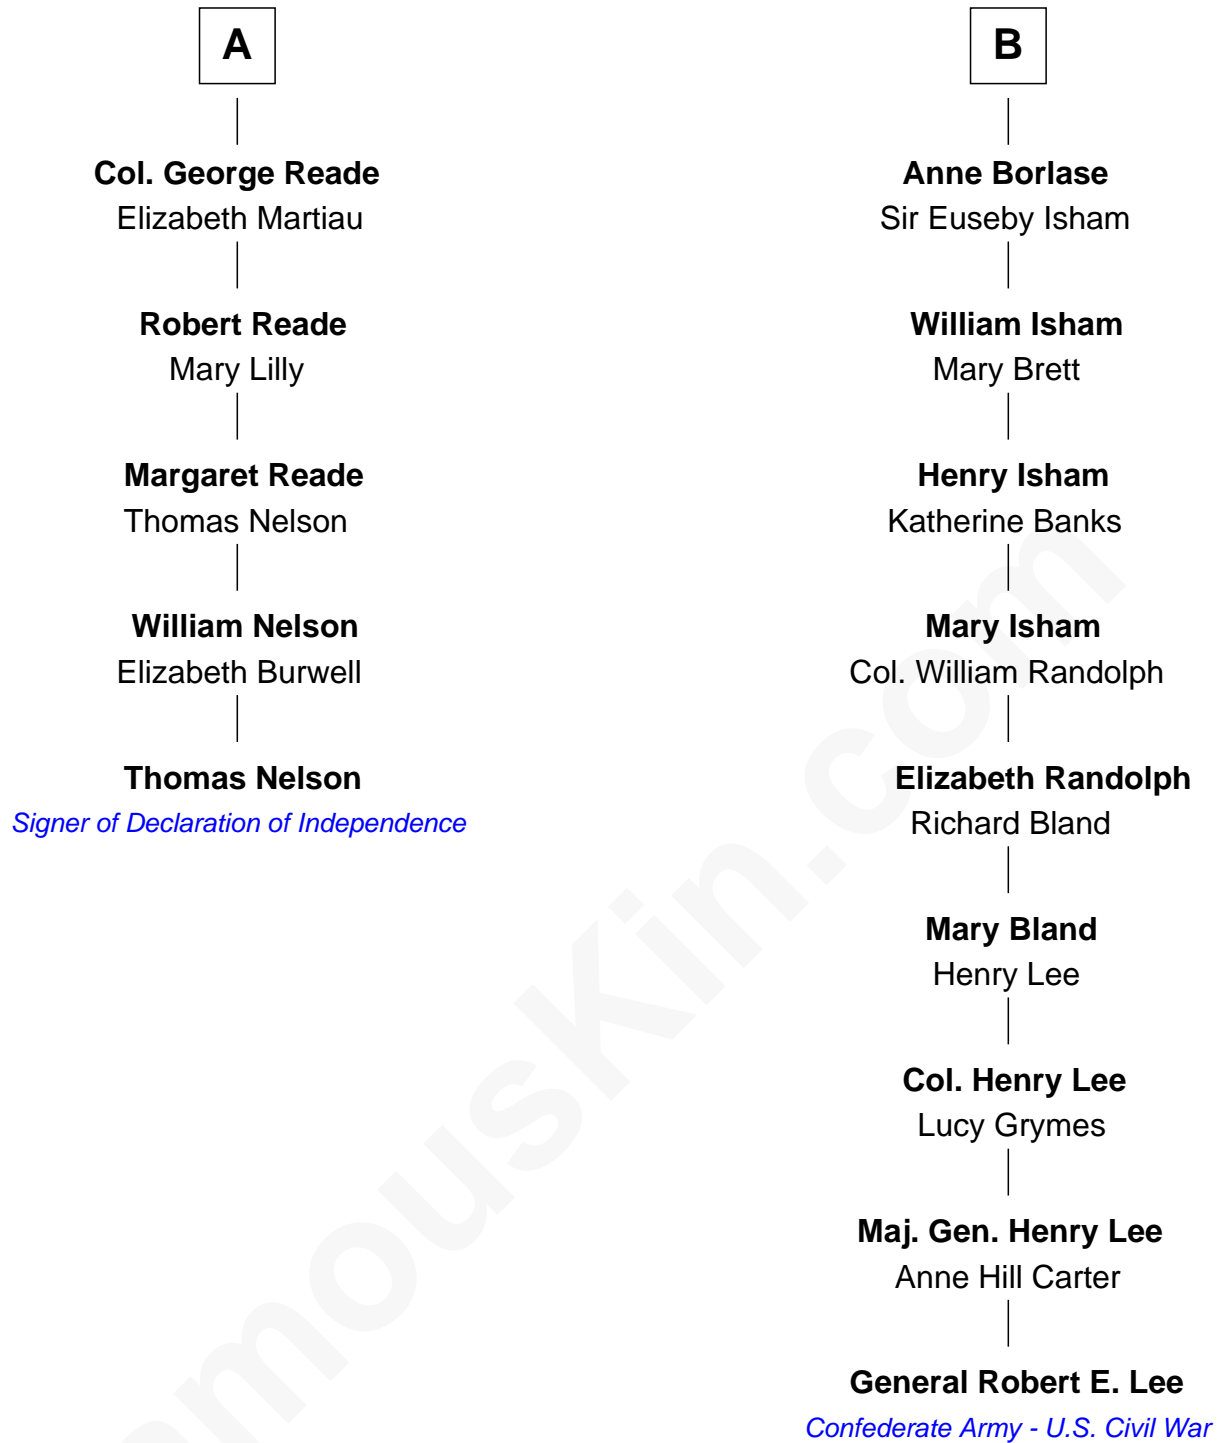 A
Col. George Reade
Elizabeth Martiau
Robert Reade
Mary Lilly
Margaret Reade
Thomas Nelson
William Nelson
Elizabeth Burwell
Thomas Nelson
Signer of Declaration of Independence
B
Anne Borlase
Sir Euseby Isham
William Isham
Mary Brett
Henry Isham
Katherine Banks
Mary Isham
Col. William Randolph
Elizabeth Randolph
Richard Bland
Mary Bland
Henry Lee
Col. Henry Lee
Lucy Grymes
Maj. Gen. Henry Lee
Anne Hill Carter
General Robert E. Lee
Confederate Army - U.S. Civil War
amousKin.com